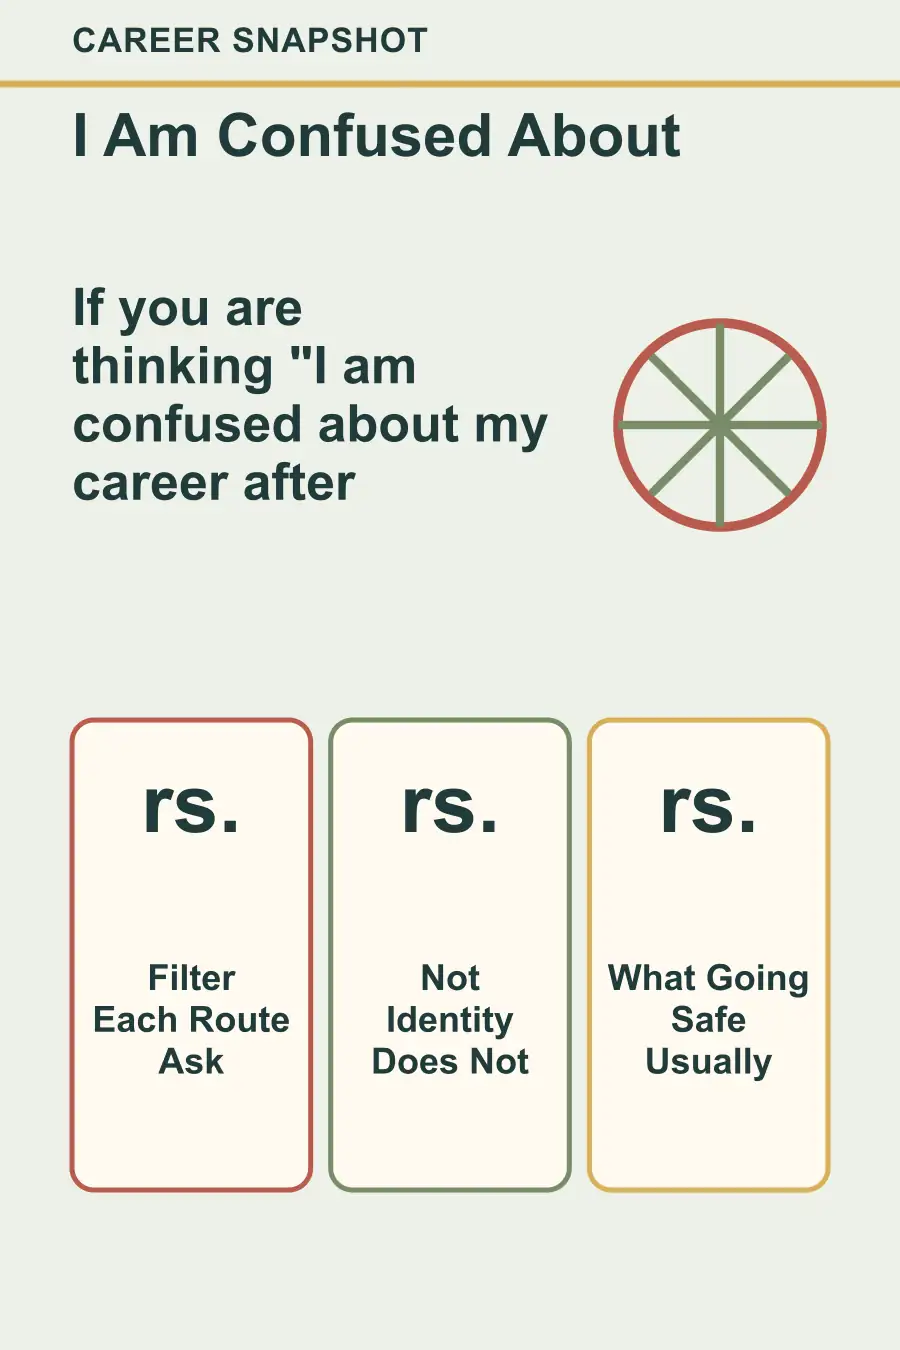 CAREER SNAPSHOT
I Am Confused About
If you are
thinking "I am
confused about my
career after
rs.
Filter
Each Route
Ask
rs.
Not
Identity
Does Not
rs.
What Going
Safe
Usually